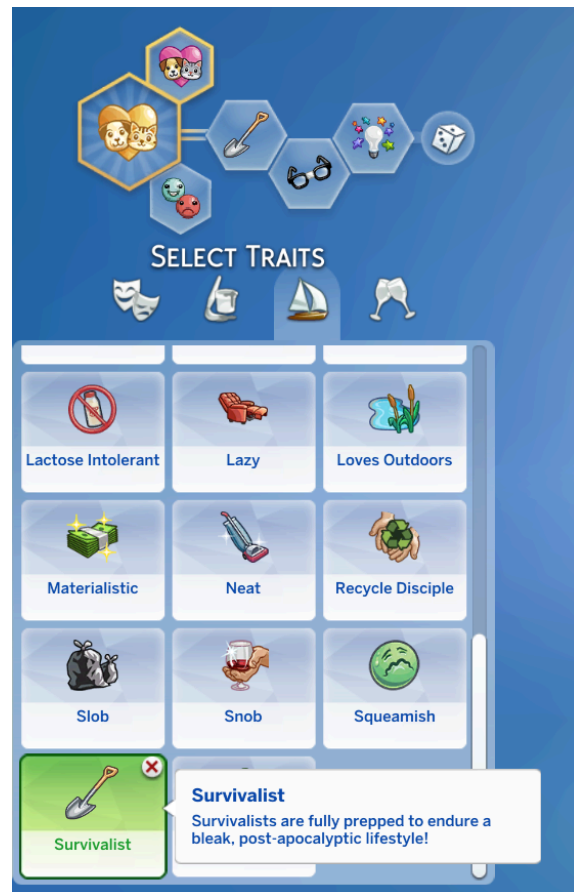 SELECT TRAITS
Lactose Intolerant
Lazy
Loves Outdoors
Materialistic
Neat
Recycle Disciple
Slob
Snob
Squeamish
Survivalist
Survivalist
Survivalists are fully prepped to endure a
bleak, post-apocalyptic lifestyle!